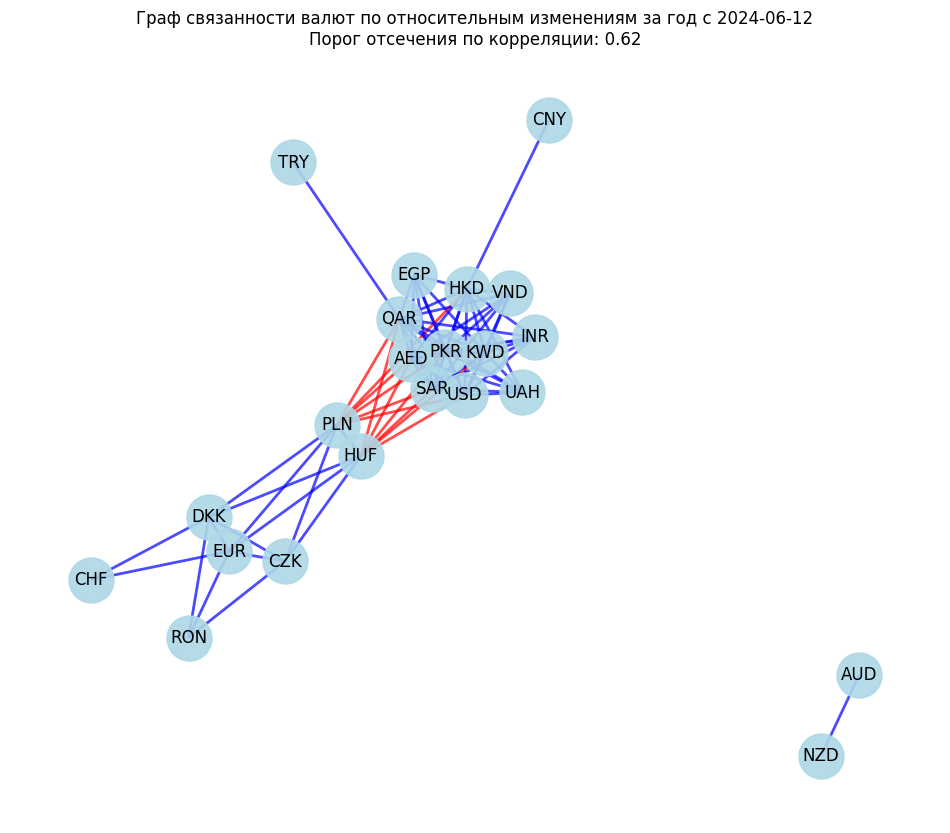 Граф связанности валют по относительным изменениям за год с 2024-06-12
Порог отсечения по корреляции: 0.62
CNY
TRY
EGP
HKD
VND
QAR
INR
PKR
KWD
AED
SAR
USD
UAH
PLN
HUF
DKK
EUR
CZK
CHF
RON
AUD
NZD